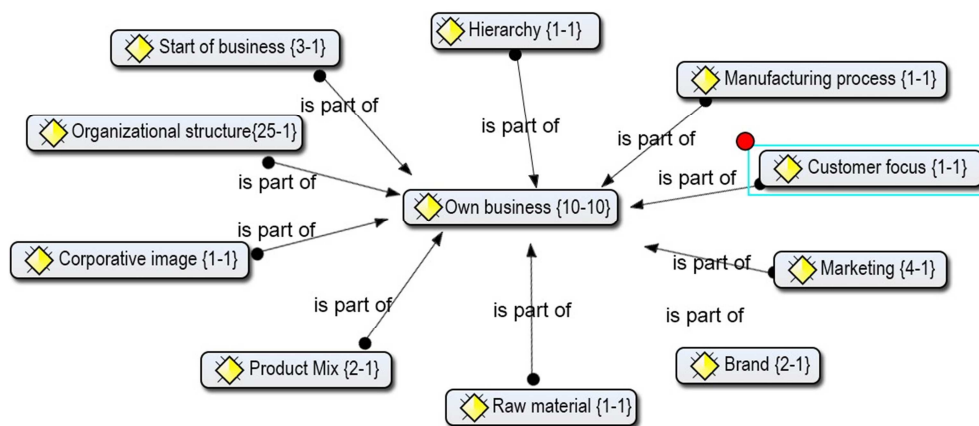 Hierarchy {1-1}
Start of business {3-1}
Manufacturing process {1-1}
is part of
is part of
is part of
Organizational structure{25-1}
Customer focus {1-1}
is part of
is part of
Own business {10-10}
is part of
Corporative image {1-1}
Marketing {4-1}
is part of
is part of
is part of
is part of
Product Mix {2-1}
Brand {2-1}
Raw material {1-1}